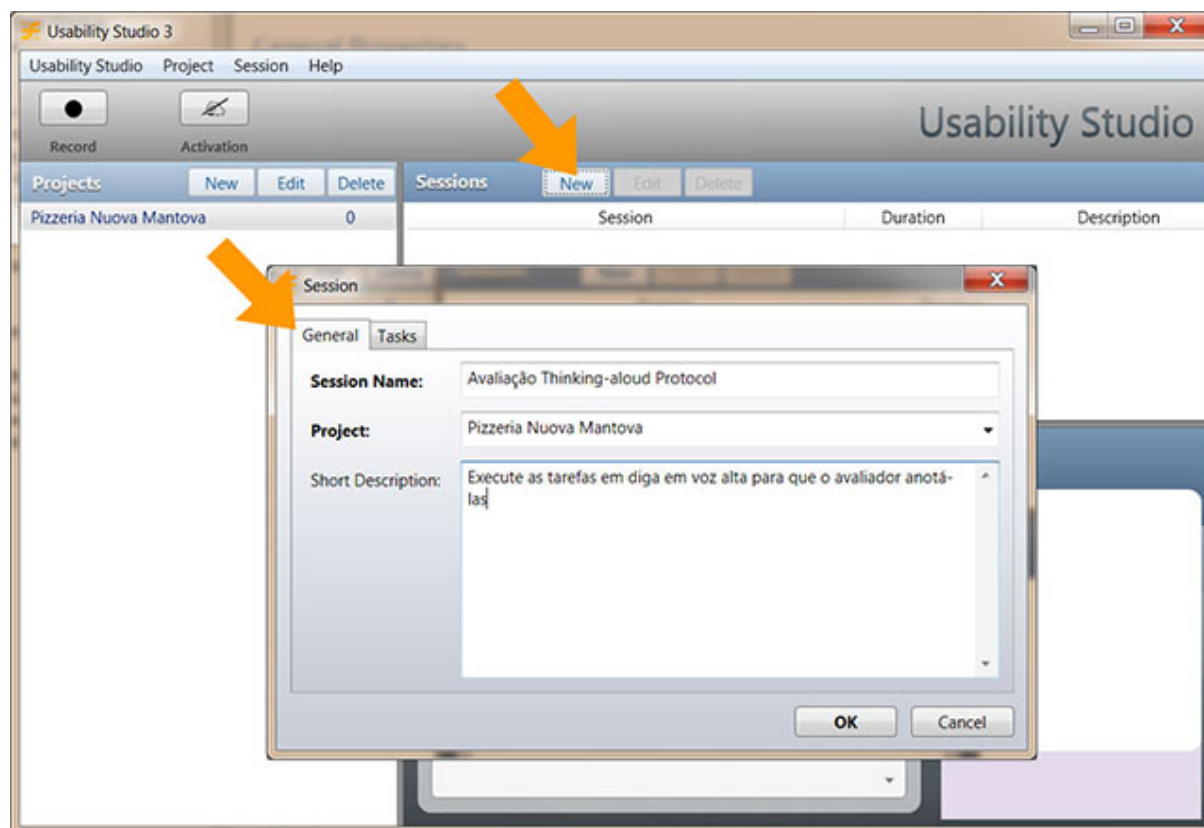 Usability Studio 3
Usability Studio Project Session Help
Record Activation
Usability Studio
Projects New Edit Delete
Sessions New Edit Delete
Pizzeria Nuova Mantova 0
Session Duration Description
Session
General Tasks
Session Name: Avaliação Thinking-aloud Protocol
Project: Pizzeria Nuova Mantova
Short Description: Execute as tarefas em diga em voz alta para que o avaliador anotá-
las
OK Cancel